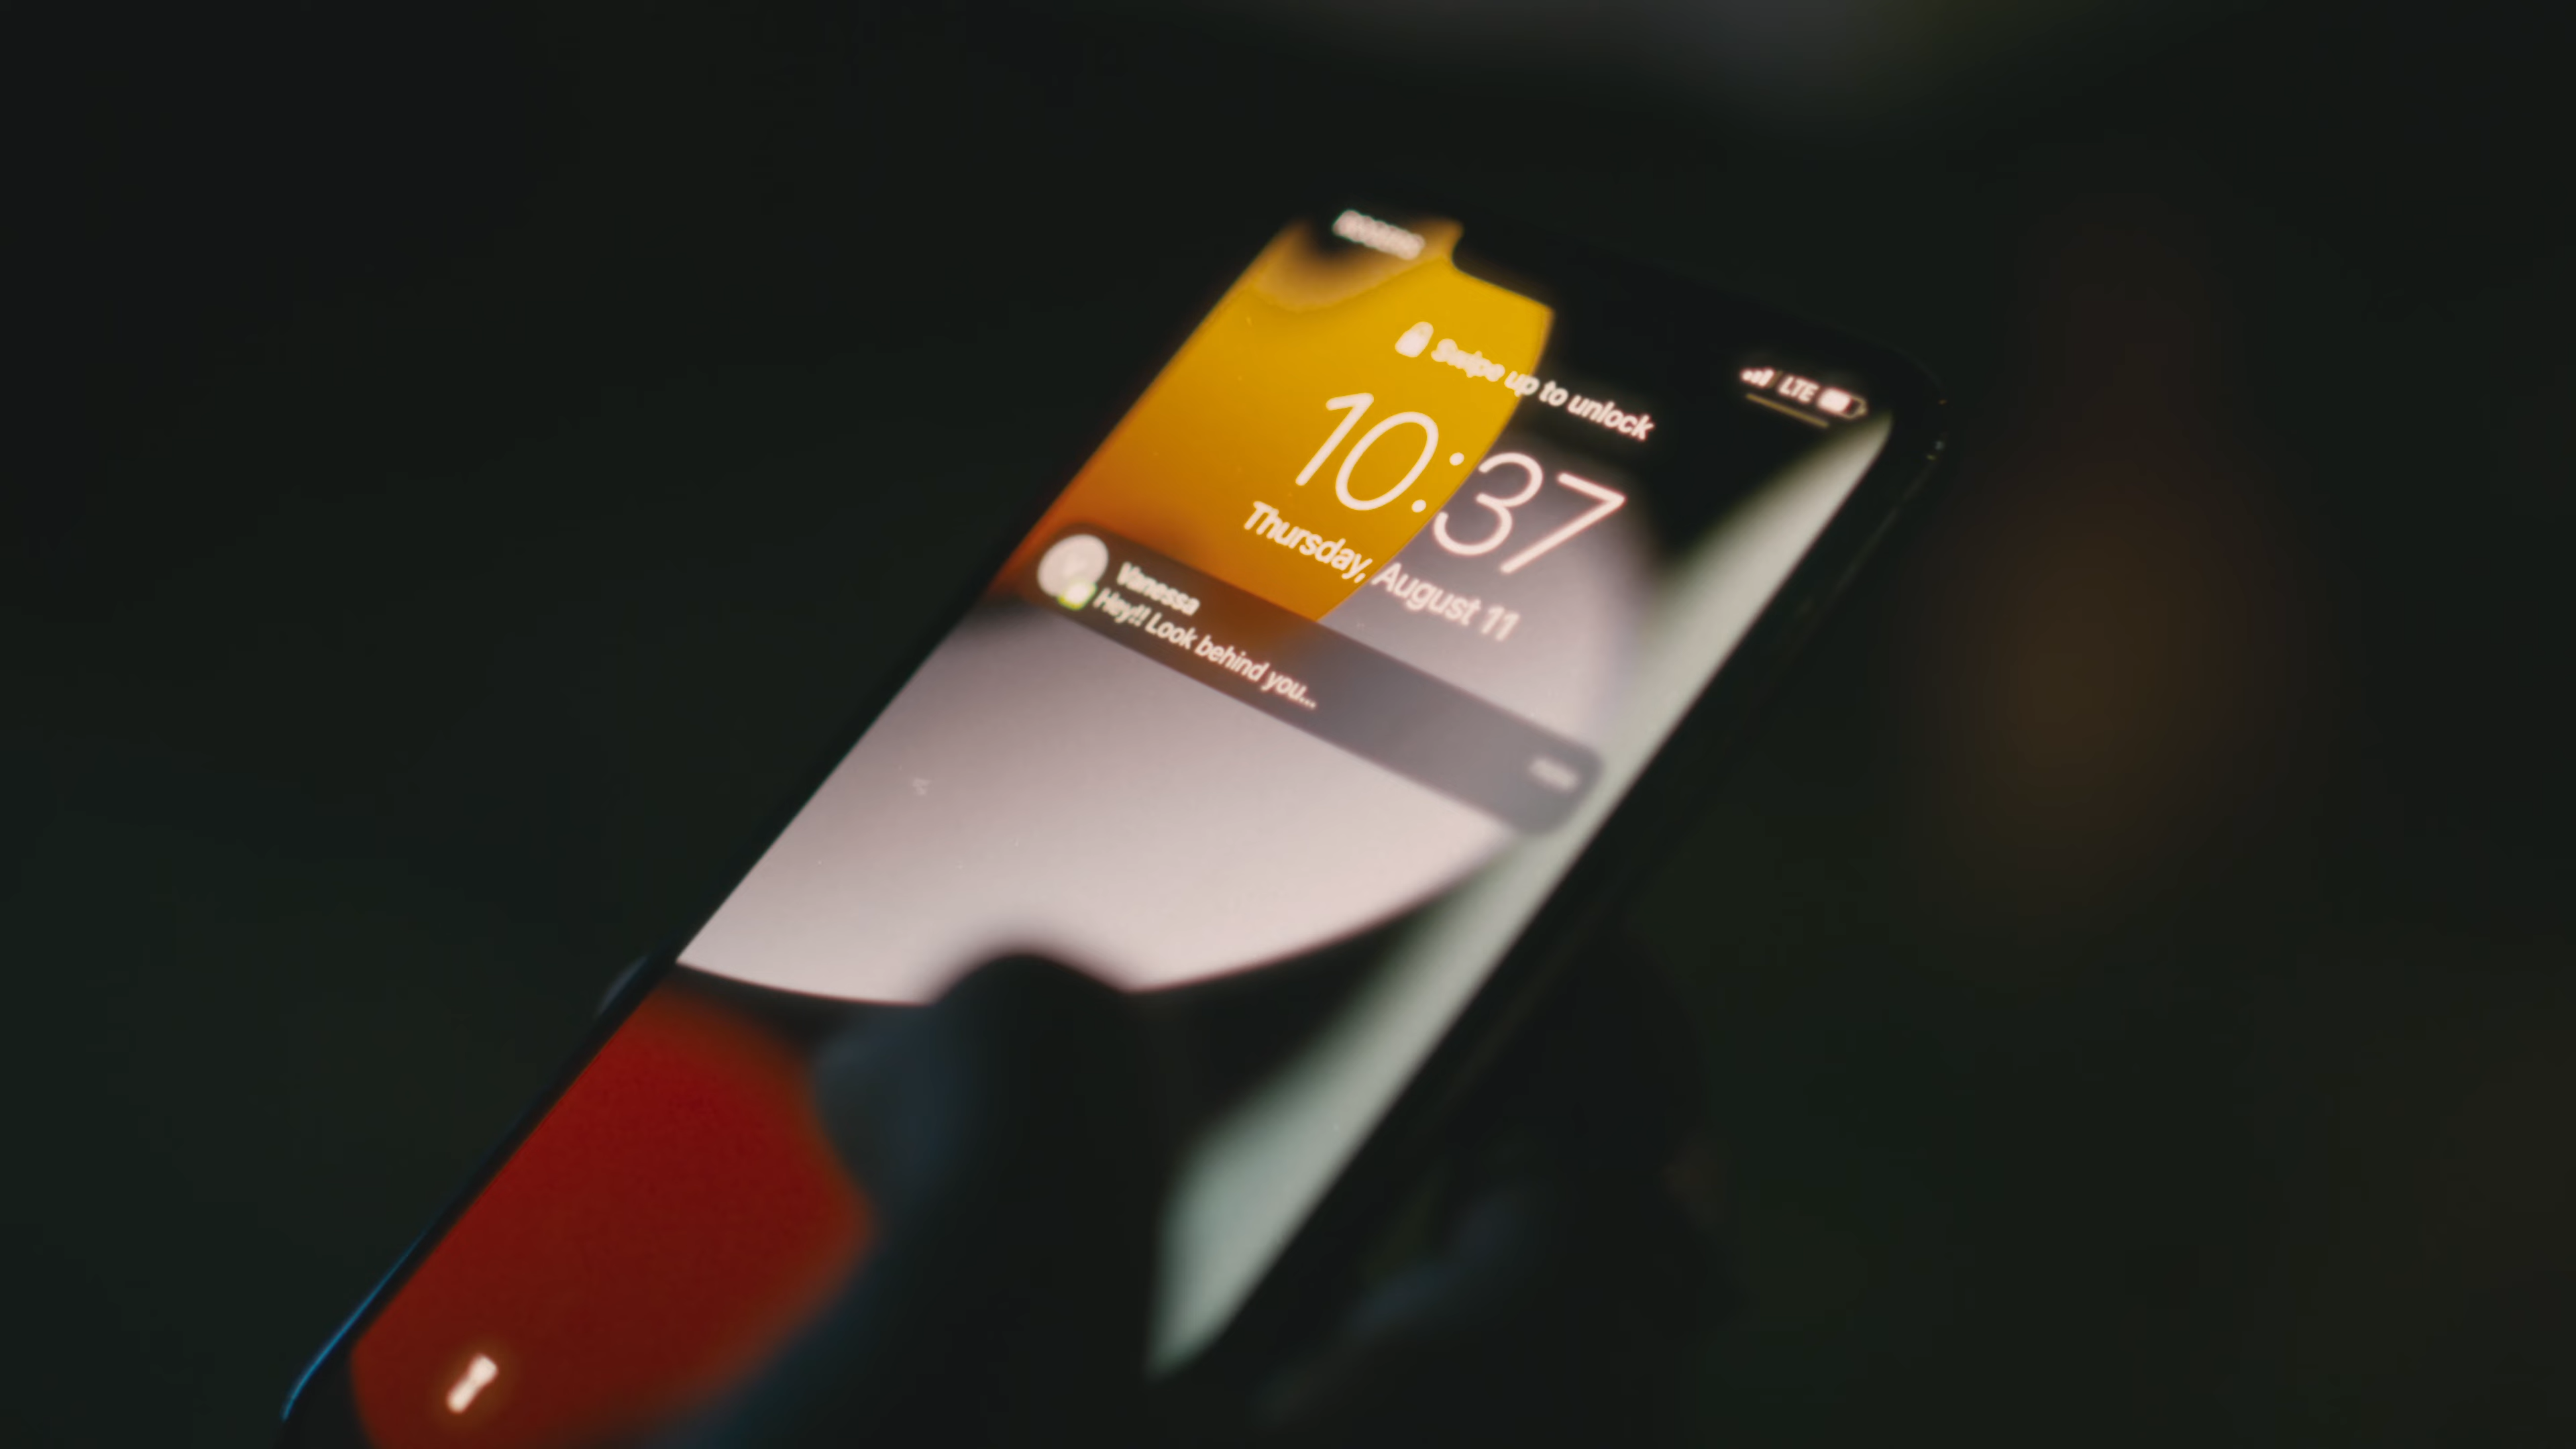 LTE
Swipe up to unlock
10:37
Thursday, August 11
Vanessa
Hey!! Look behind you...